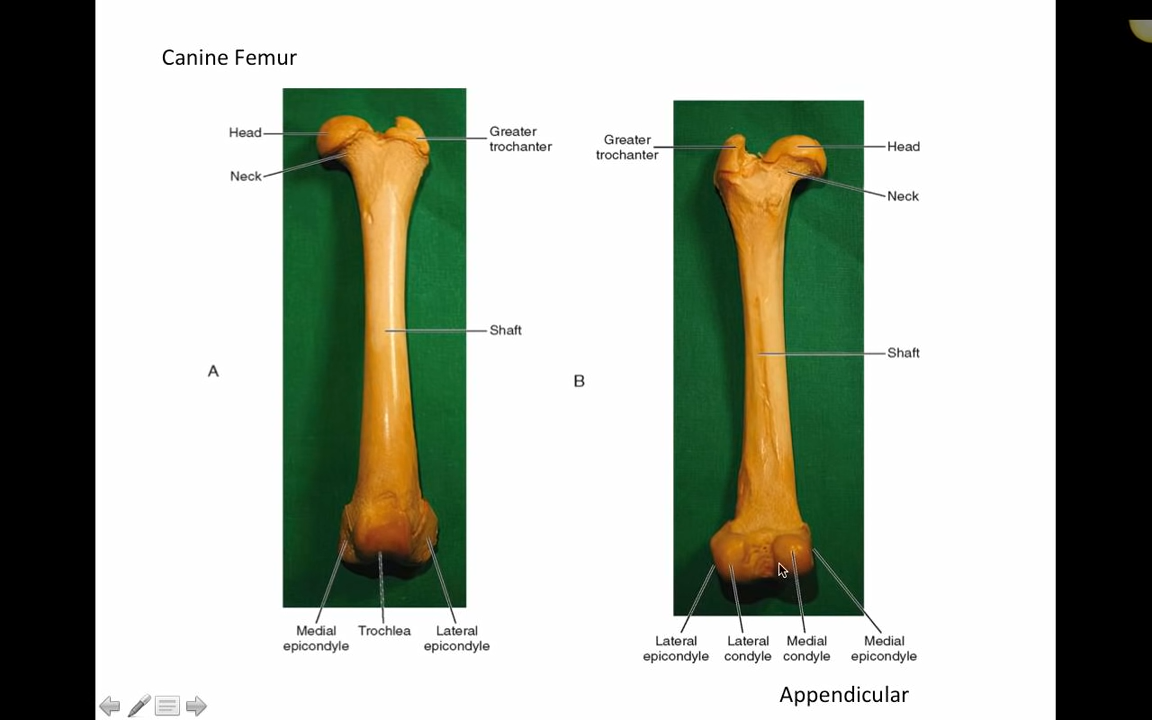 Canine Femur
Head
Neck
Greater
trochanter
Shaft
A
Medial
epicondyle
Trochlea
Lateral
epicondyle
Greater
trochanter
Head
Neck
Shaft
B
Lateral
epicondyle
Lateral
condyle
Medial
condyle
Medial
epicondyle
Appendicular